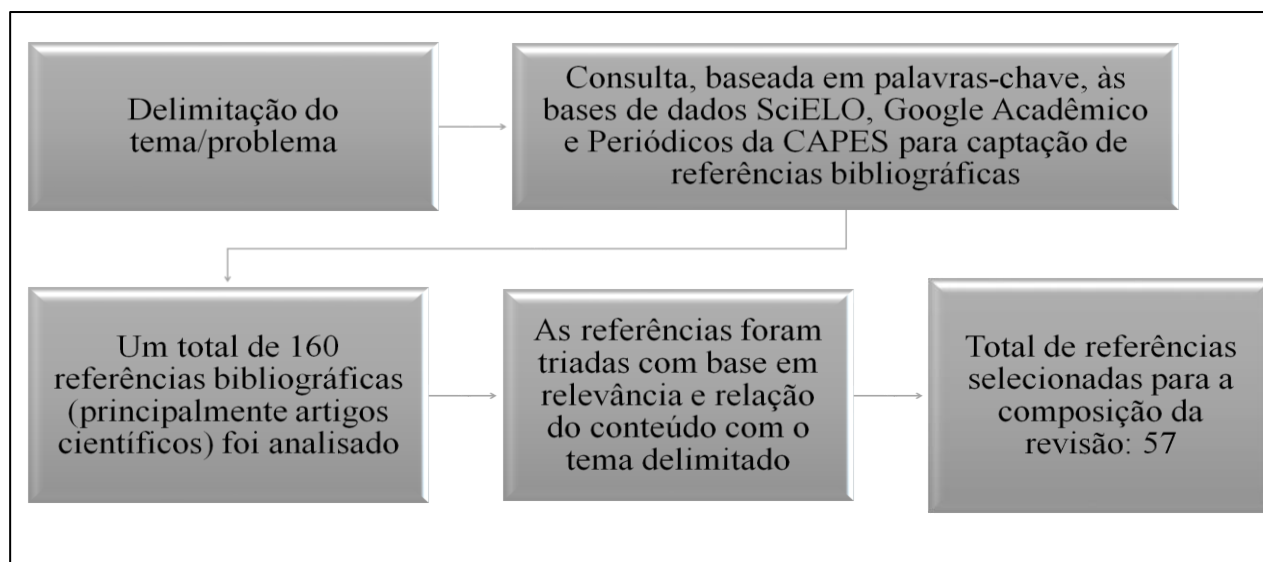 Delimitação do
tema/problema
Consulta, baseada em palavras-chave, às
bases de dados SciELO, Google Acadêmico
e Periódicos da CAPES para captação de
referências bibliográficas
Um total de 160
referências bibliográficas
(principalmente artigos
científicos) foi analisado
As referências foram
triadas com base em
relevância e relação
do conteúdo com o
tema delimitado
Total de referências
selecionadas para a
composição da
revisão: 57